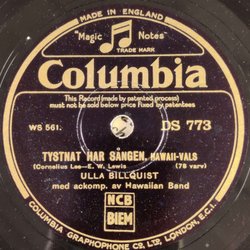 MADE IN ENGLAND
"Magic Notes"
TRADE MARK
Columbia
This Record (made by patented process)
must not be sold below price fixed by patentees
WS 561.
DS 773
TYSTNAT HAR SÅNGEN, HAWAII-VALS
(Cornelius Lee—E. W. Lewis)
(78 varv)
ULLA BILLQUIST
med ackomp. av Hawaiian Band
NCB
BIEM
COLUMBIA GRAPHOPHONE CO. LTD. LONDON, E.C.1.